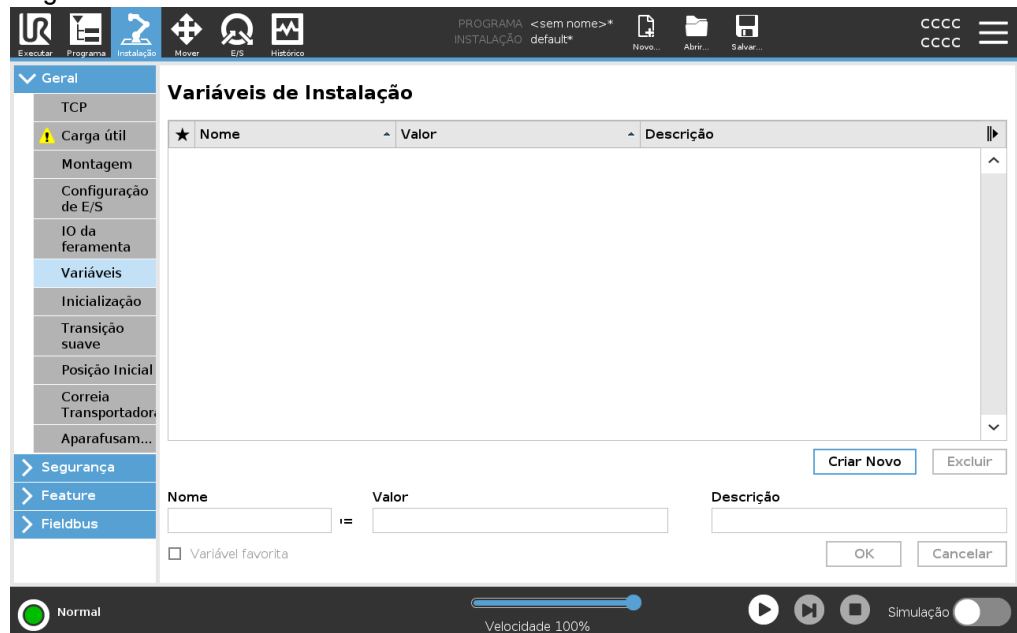 PROGRAMA <sem nome>*
INSTALAÇÃO default*
Executar Programa Instalação Mover E/S Histórico Novo... Abrir... Salvar...
CCCC
CCCC
Geral
TCP
Carga útil
Montagem
Configuração
de E/S
IO da
feramenta
Variáveis
Inicialização
Transição
suave
Posição Inicial
Correia
Transportadora
Aparafusam...
Segurança
Feature
Fieldbus
Variáveis de Instalação
★ Nome Valor Descrição
Criar Novo Excluir
Nome Valor Descrição
:=
Variável favorita
OK Cancelar
Normal
Velocidade 100%
Simulação